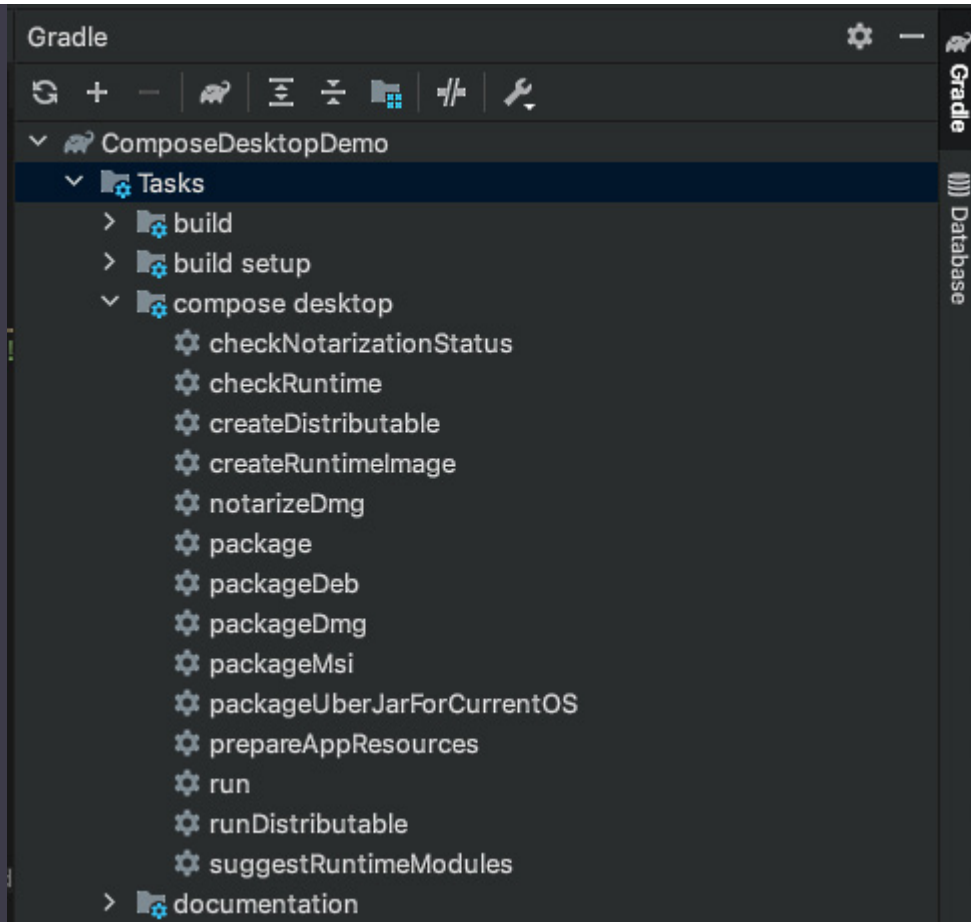 Gradle
ComposeDesktopDemo
Tasks
build
build setup
compose desktop
checkNotarizationStatus
checkRuntime
createDistributable
createRuntimeImage
notarizeDmg
package
packageDeb
packageDmg
packageMsi
packageUberJarForCurrentOS
prepareAppResources
run
runDistributable
suggestRuntimeModules
documentation
Gradle
Database